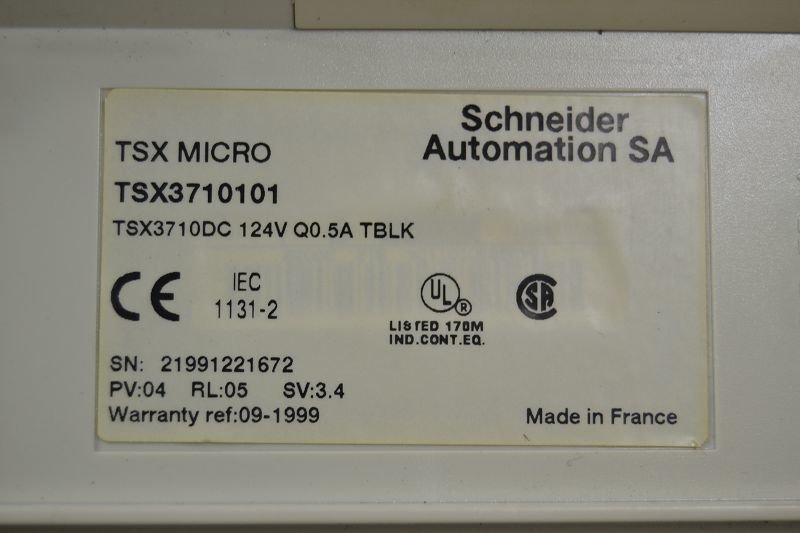 Schneider
Automation SA
TSX MICRO
TSX3710101
TSX3710DC 124V Q0.5A TBLK
CE
IEC
1131-2
UL
R
LISTED 170M
IND.CONT.EQ.
SA
SN: 21991221672
PV:04 RL:05 SV:3.4
Warranty ref:09-1999
Made in France